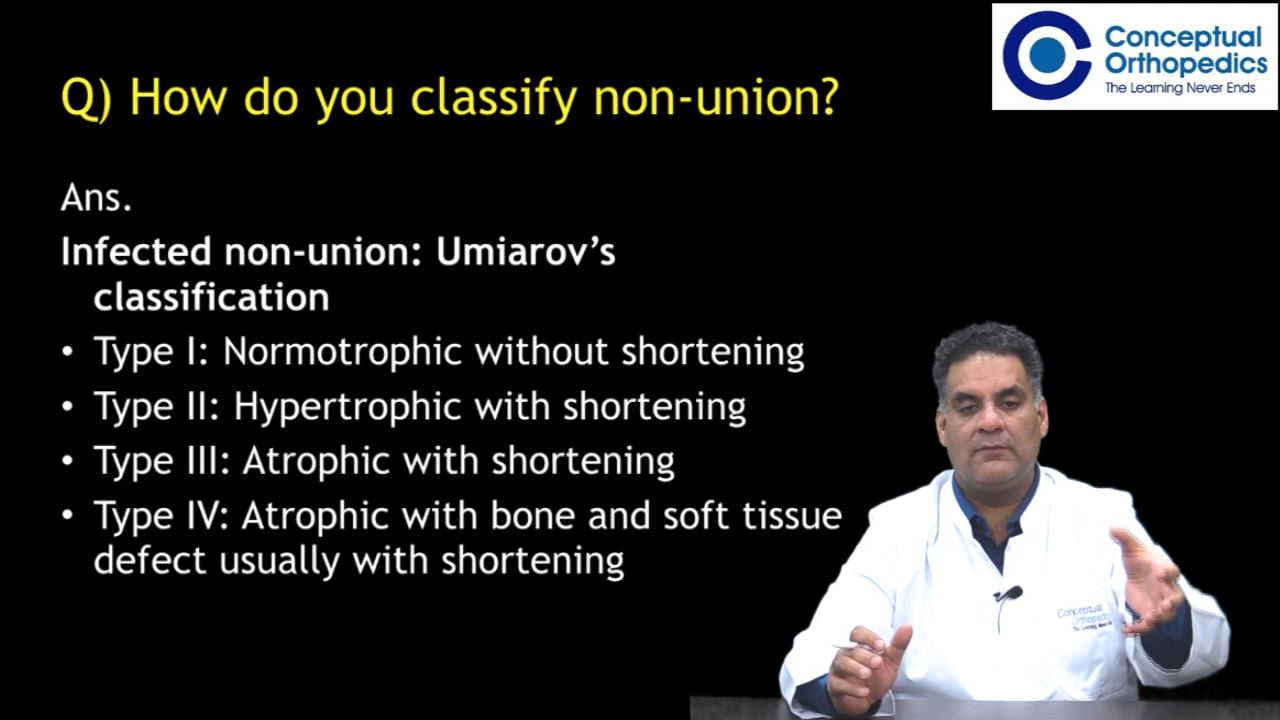 Conceptual
Orthopedics
The Learning Never Ends
Q) How do you classify non-union?
Ans.
Infected non-union: Umiarov’s
classification
• Type I: Normotrophic without shortening
• Type II: Hypertrophic with shortening
• Type III: Atrophic with shortening
• Type IV: Atrophic with bone and soft tissue
defect usually with shortening
Conceptual
Orthopedics